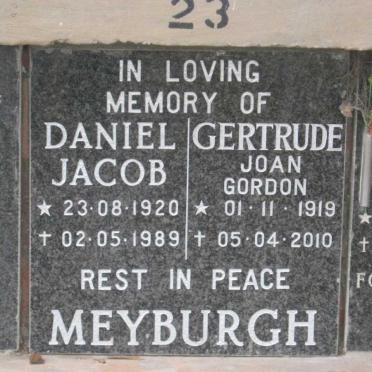 23
IN LOVING
MEMORY OF
DANIEL
JACOB
★ 23·08·1920
† 02·05·1989
GERTRUDE
JOAN
GORDON
★ 01·11·1919
† 05·04·2010
REST IN PEACE
MEYBURGH